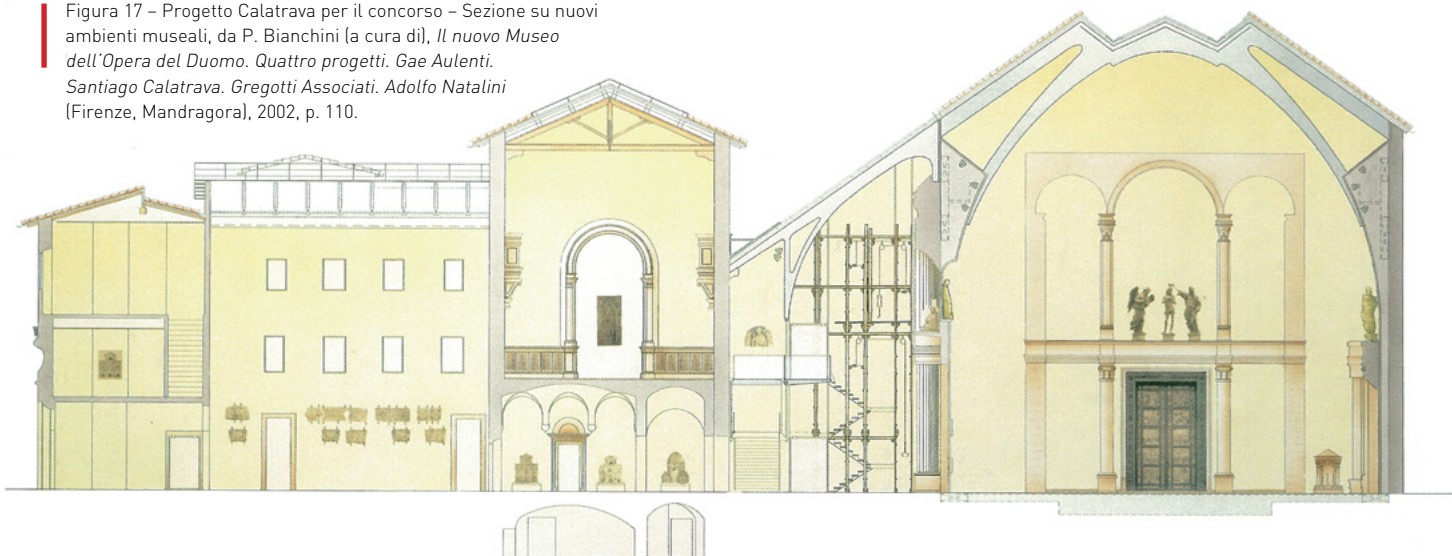 Figura 17 – Progetto Calatrava per il concorso – Sezione su nuovi
ambienti museali, da P. Bianchini (a cura di), Il nuovo Museo
dell’Opera del Duomo. Quattro progetti. Gae Aulenti.
Santiago Calatrava. Gregotti Associati. Adolfo Natalini
(Firenze, Mandragora), 2002, p. 110.